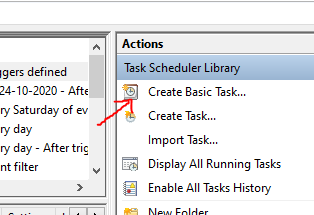 Actions
ggers defined
Task Scheduler Library
24-10-2020 - Afte
Create Basic Task...
ry Saturday of ev
ry day
Create Task...
ry day - After trig
Import Task...
nt filter
Display All Running Tasks
Enable All Tasks History
New Folder